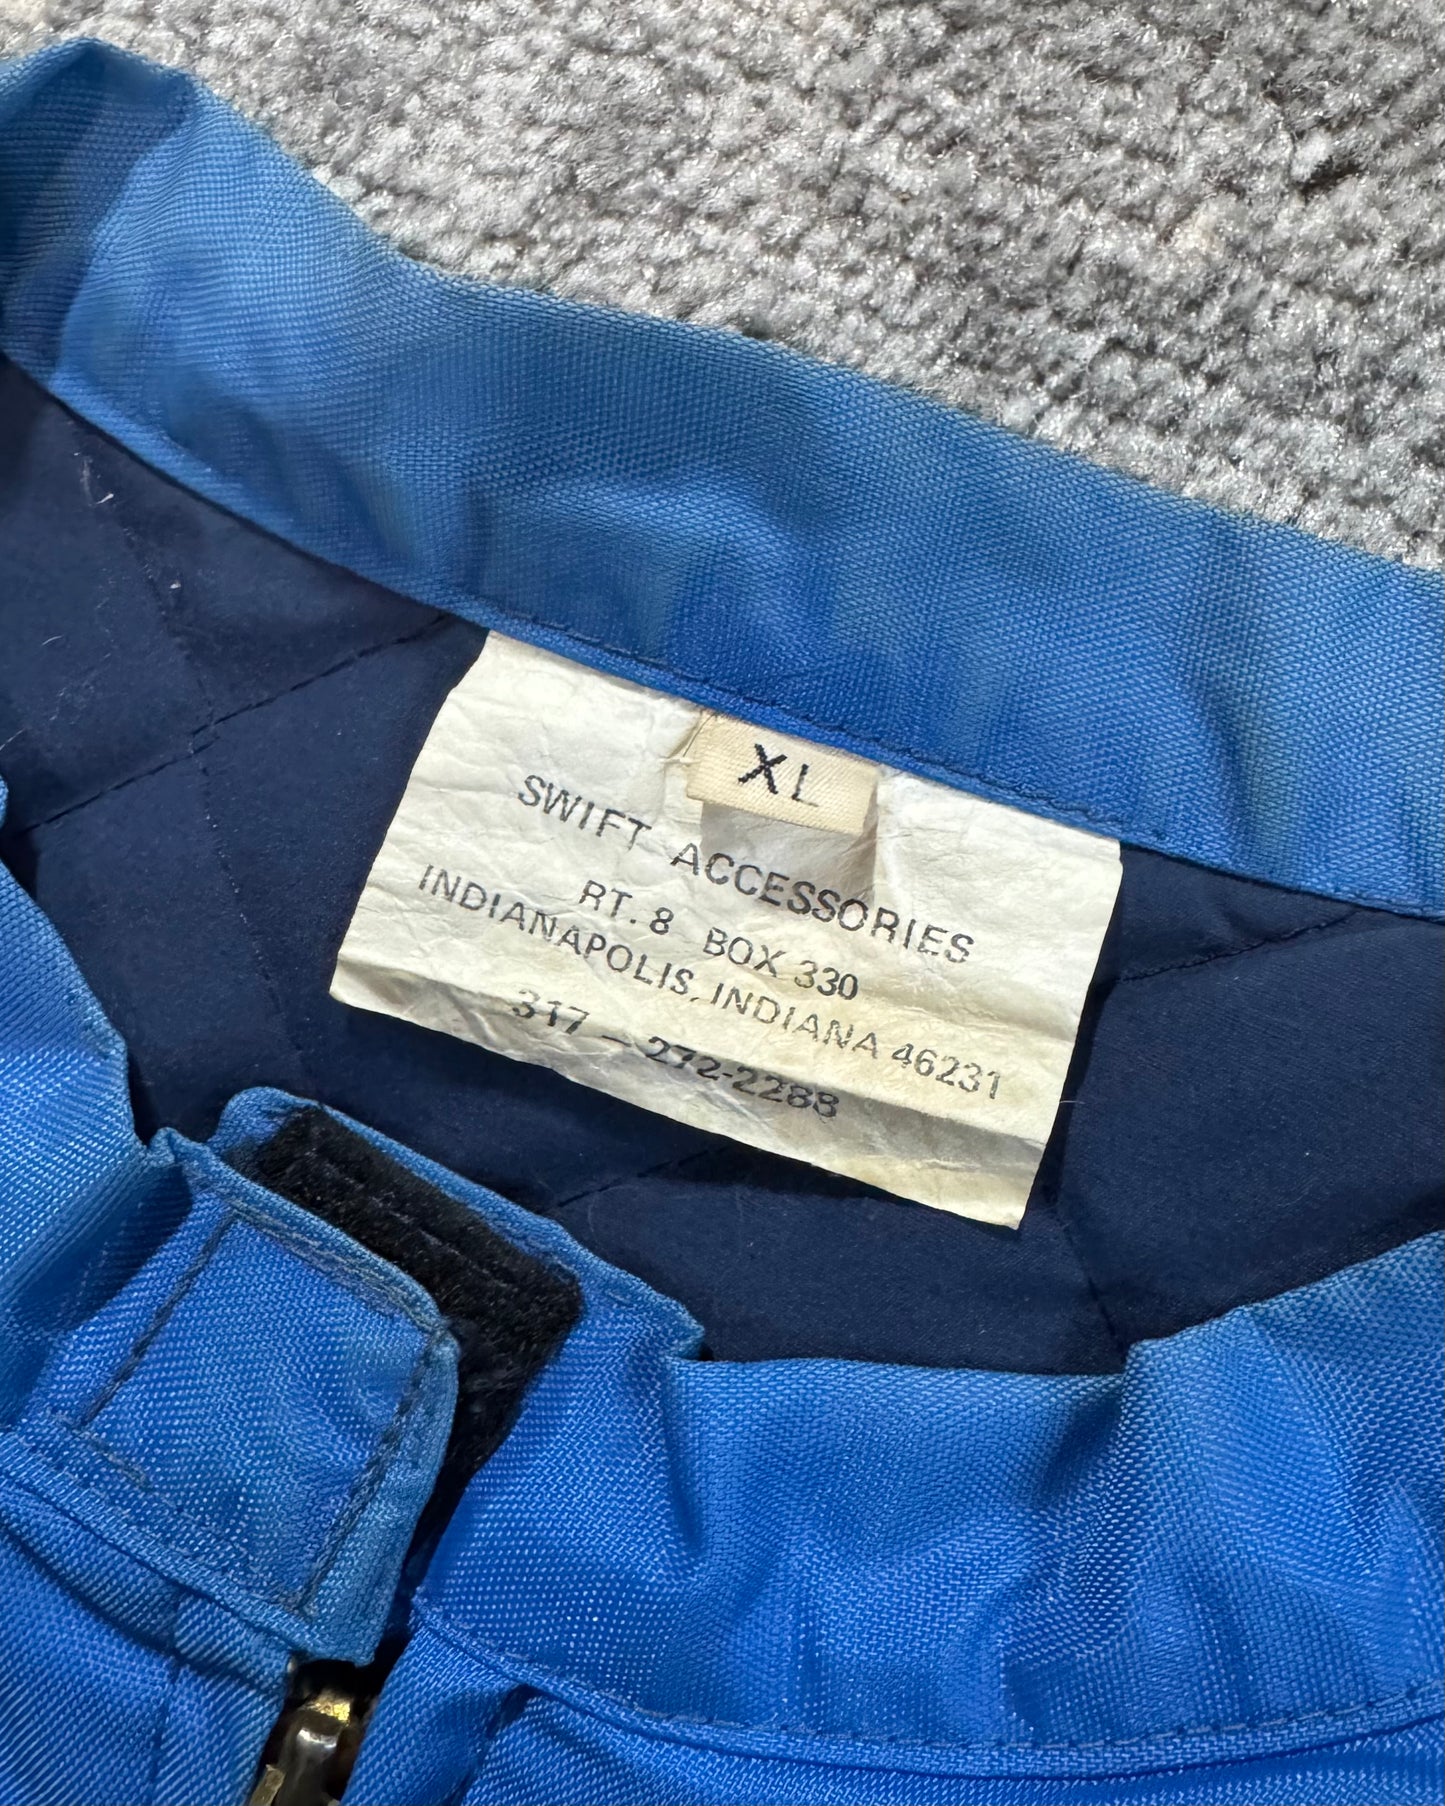 XL
SWIFT ACCESSORIES
RT. 8 BOX 330
INDIANAPOLIS, INDIANA 46231
317 - 272-2288